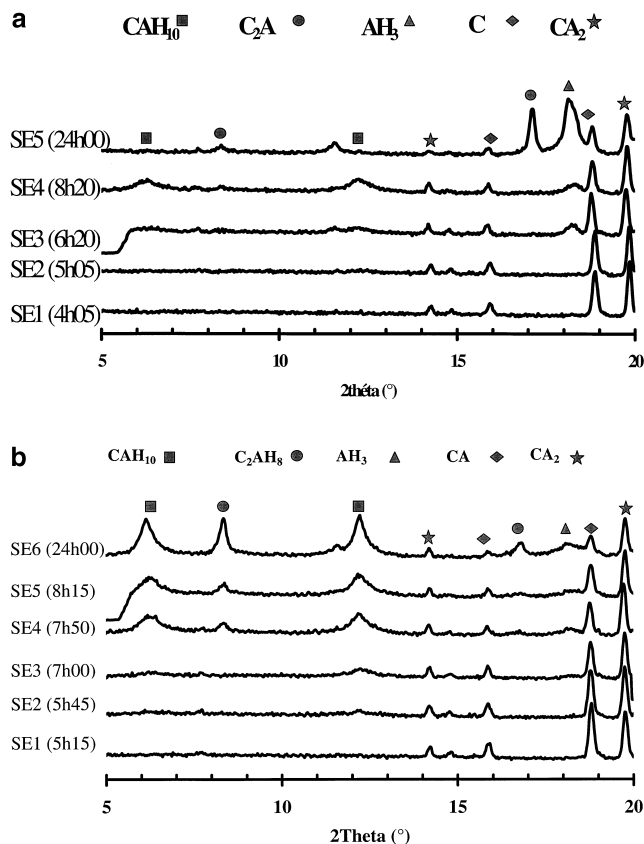 a
CAH₁₀ C₂A AH₃ C CA₂
SE5 (24h00)
SE4 (8h20)
SE3 (6h20)
SE2 (5h05)
SE1 (4h05)
5 10 15 20
2théta (°)
b
CAH₁₀ C₂AH₈ AH₃ CA CA₂
SE6 (24h00)
SE5 (8h15)
SE4 (7h50)
SE3 (7h00)
SE2 (5h45)
SE1 (5h15)
5 10 15 20
2Theta (°)